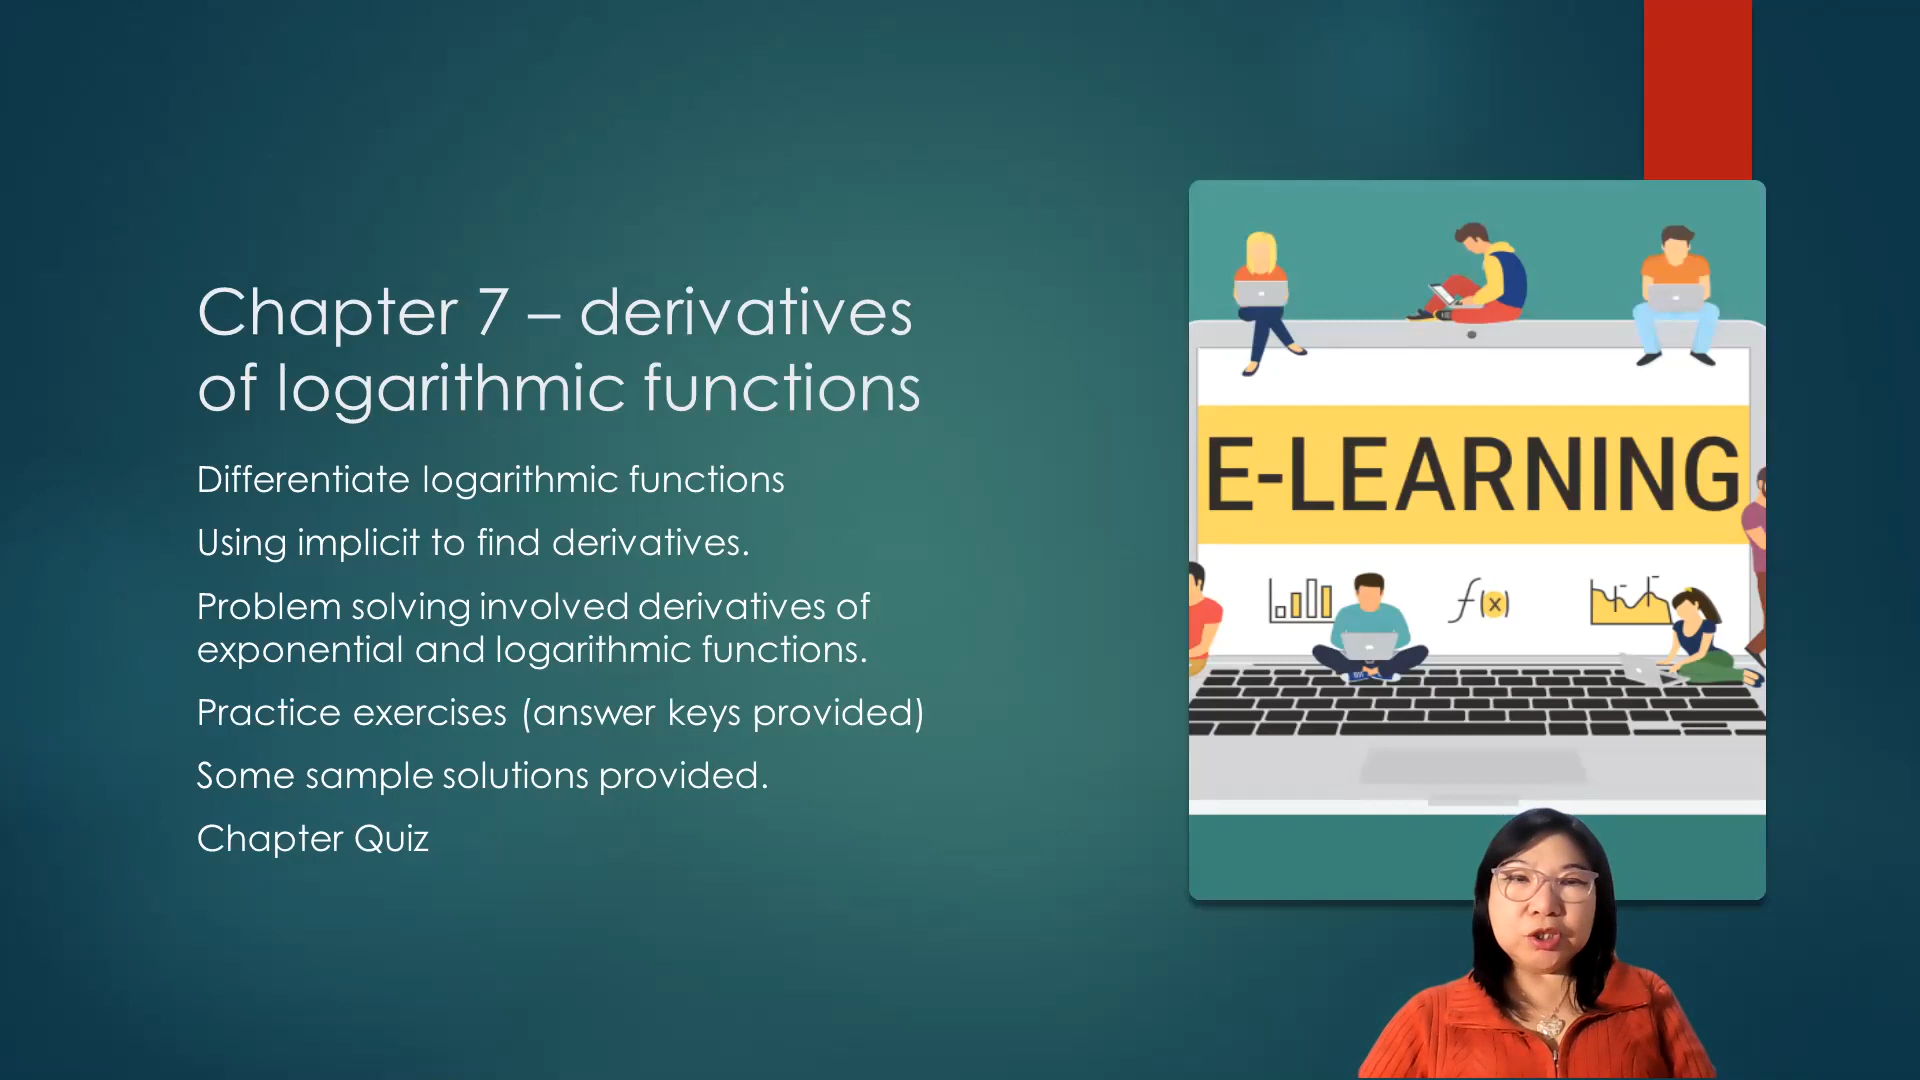 Chapter 7 – derivatives
of logarithmic functions
Differentiate logarithmic functions
Using implicit to find derivatives.
Problem solving involved derivatives of
exponential and logarithmic functions.
Practice exercises (answer keys provided)
Some sample solutions provided.
Chapter Quiz
E-LEARNING
f(x)